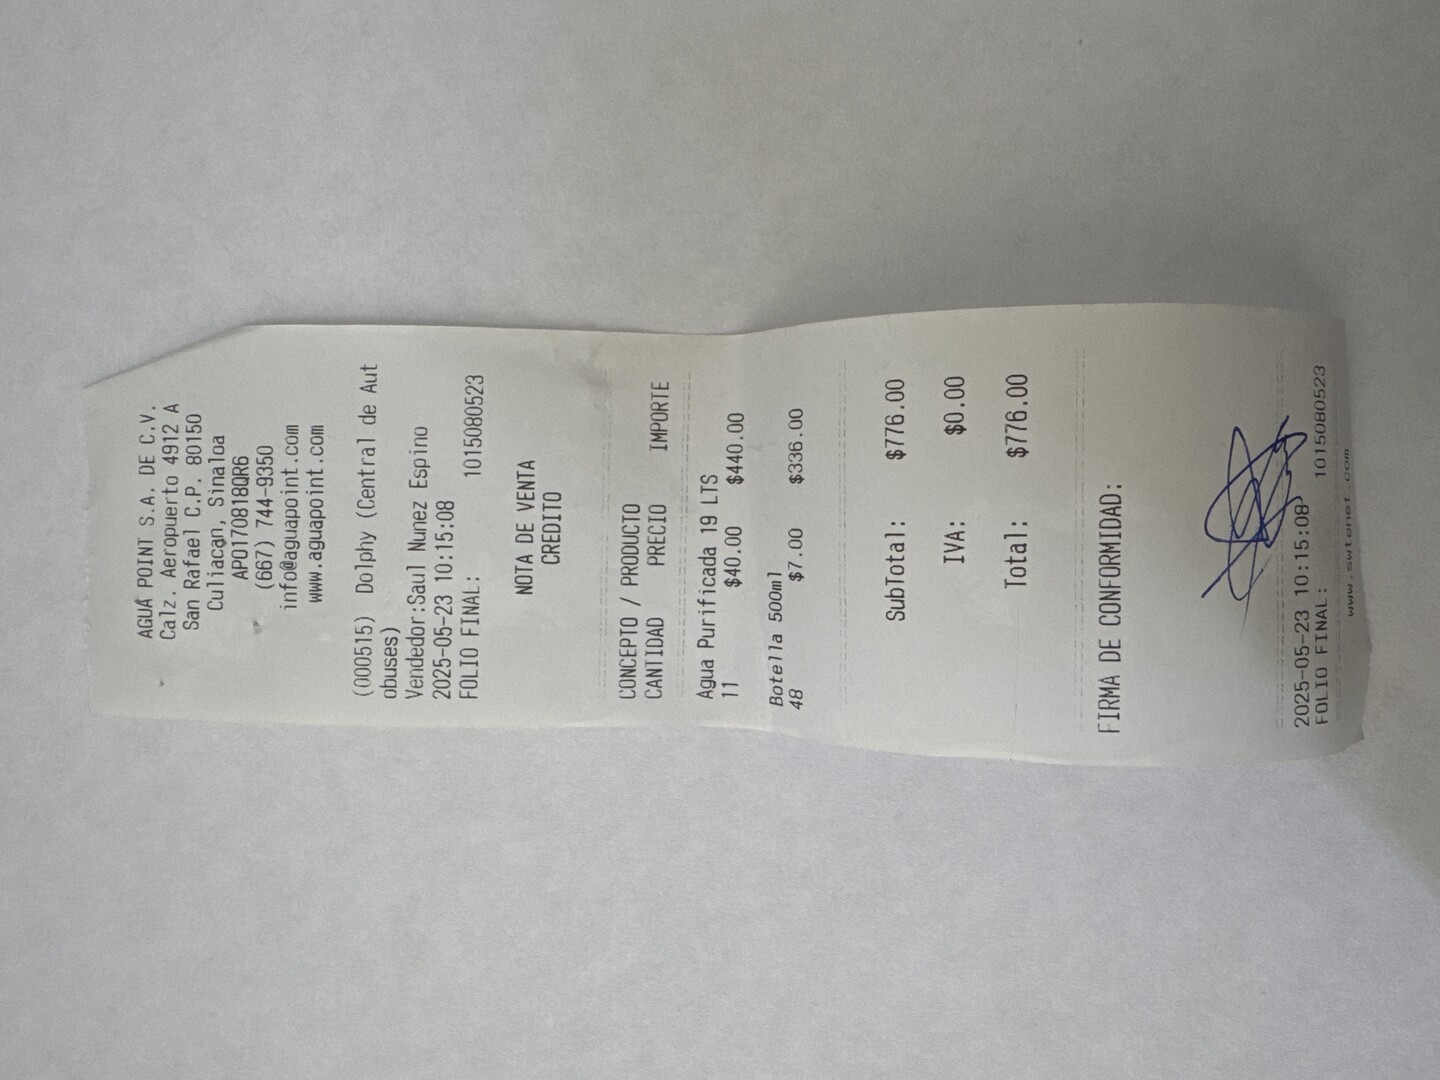 AGUA POINT S.A. DE C.V.
Calz. Aeropuerto 4912 A
San Rafael C.P. 80150
Culiacan, Sinaloa
APO170818QR6
(667) 744-9350
info@aguapoint.com
www.aguapoint.com
(000515) Dolphy (Central de Aut
obuses)
Vendedor:Saul Nunez Espino
2025-05-23 10:15:08
FOLIO FINAL: 1015080523
NOTA DE VENTA
CREDITO
CONCEPTO / PRODUCTO
CANTIDAD PRECIO IMPORTE
Agua Purificada 19 LTS
11 $40.00 $440.00
Botella 500ml
48 $7.00 $336.00
SubTotal: $776.00
IVA: $0.00
Total: $776.00
FIRMA DE CONFORMIDAD:
2025-05-23 10:15:08
FOLIO FINAL: 1015080523